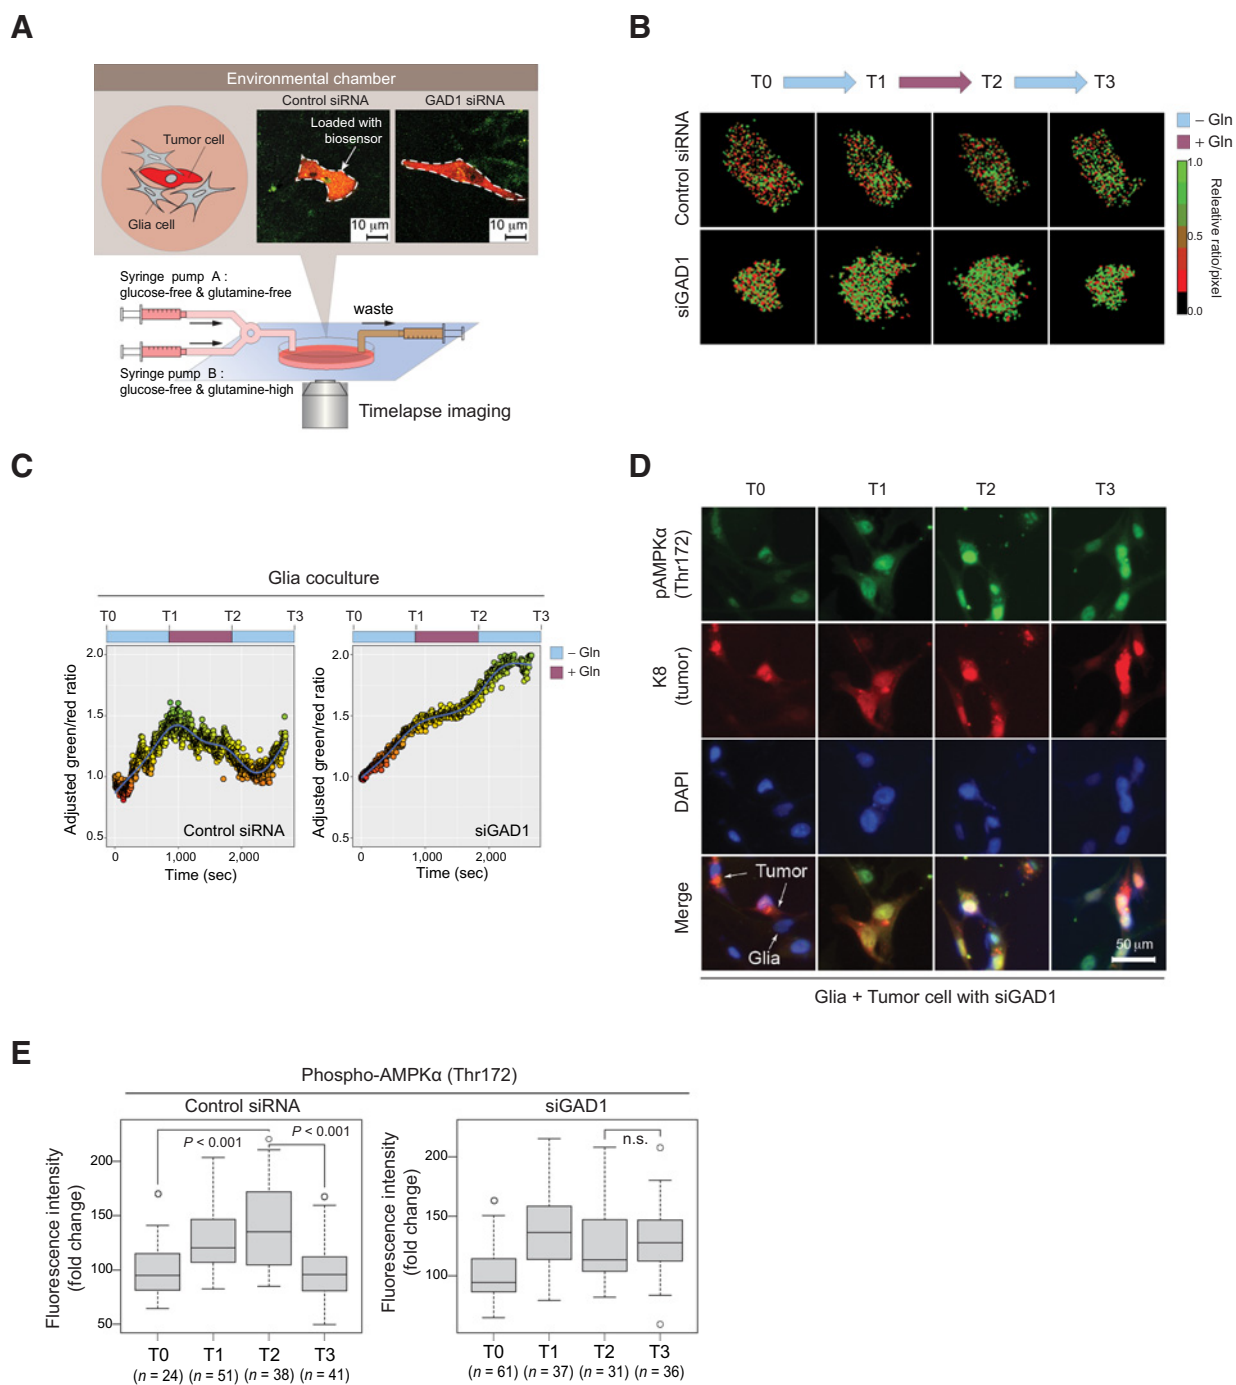 A
Environmental chamber
Control siRNA
GAD1 siRNA
Loaded with
biosensor
Tumor cell
Glia cell
10 μm
10 μm
Syringe pump A :
glucose-free & glutamine-free
waste
Syringe pump B :
glucose-free & glutamine-high
Timelapse imaging
B
T0
T1
T2
T3
− Gln
+ Gln
Control siRNA
siGAD1
1.0
0.5
0.0
Releative ratio/pixel
C
Glia coculture
T0
T1
T2
T3
T0
T1
T2
T3
− Gln
+ Gln
Adjusted green/red ratio
2.0
1.5
1.0
0.5
Control siRNA
0
1,000
2,000
Time (sec)
Adjusted green/red ratio
2.0
1.5
1.0
0.5
siGAD1
0
1,000
2,000
Time (sec)
D
T0
T1
T2
T3
pAMPKα
(Thr172)
K8
(tumor)
DAPI
Merge
Tumor
Glia
50 μm
Glia + Tumor cell with siGAD1
E
Phospho-AMPKα (Thr172)
Control siRNA
siGAD1
Fluorescence intensity
(fold change)
200
150
100
50
P < 0.001
P < 0.001
T0
T1
T2
T3
(n = 24)
(n = 51)
(n = 38)
(n = 41)
Fluorescence intensity
(fold change)
200
150
100
n.s.
T0
T1
T2
T3
(n = 61)
(n = 37)
(n = 31)
(n = 36)